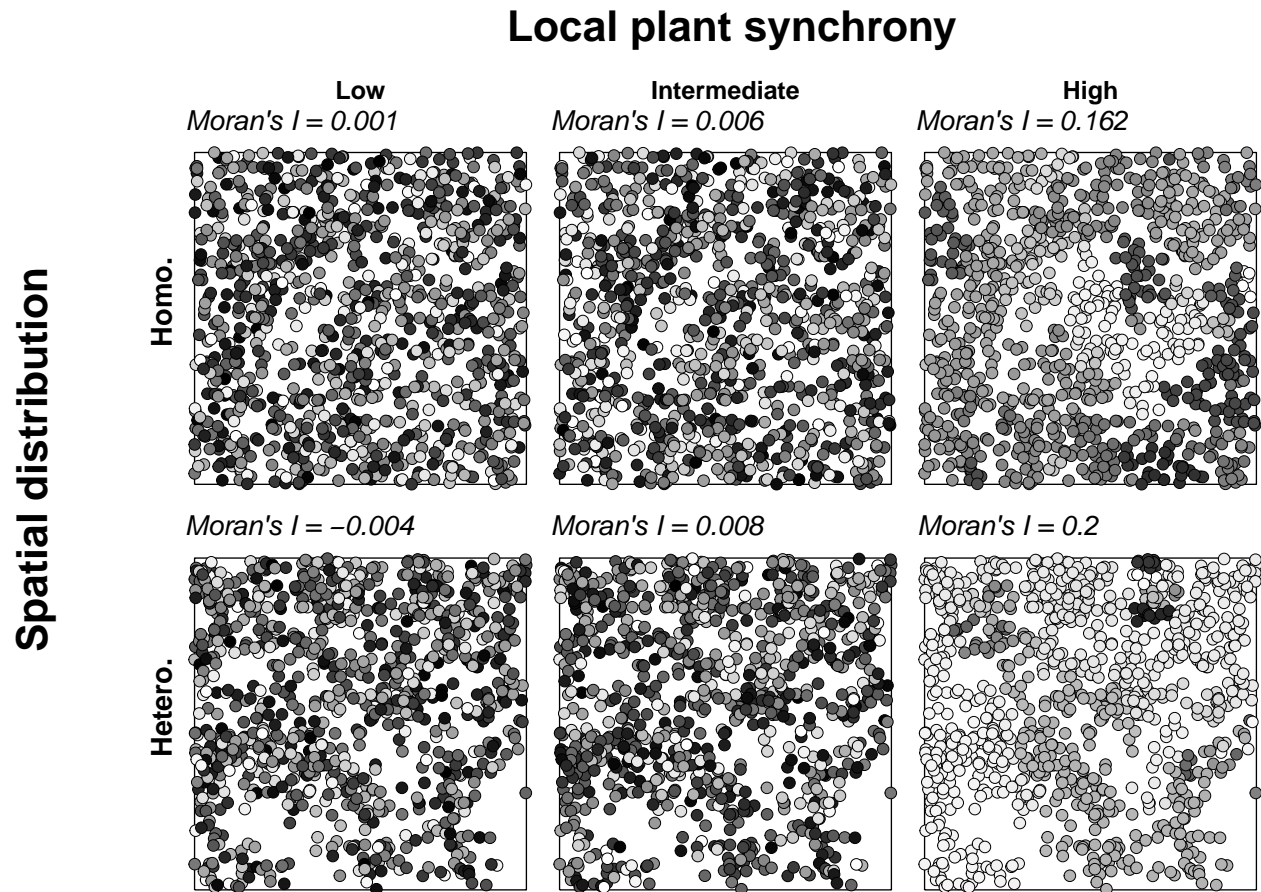 Local plant synchrony
Low
Intermediate
High
Moran's I = 0.001
Moran's I = 0.006
Moran's I = 0.162
Spatial distribution
Homo.
Moran's I = −0.004
Moran's I = 0.008
Moran's I = 0.2
Hetero.